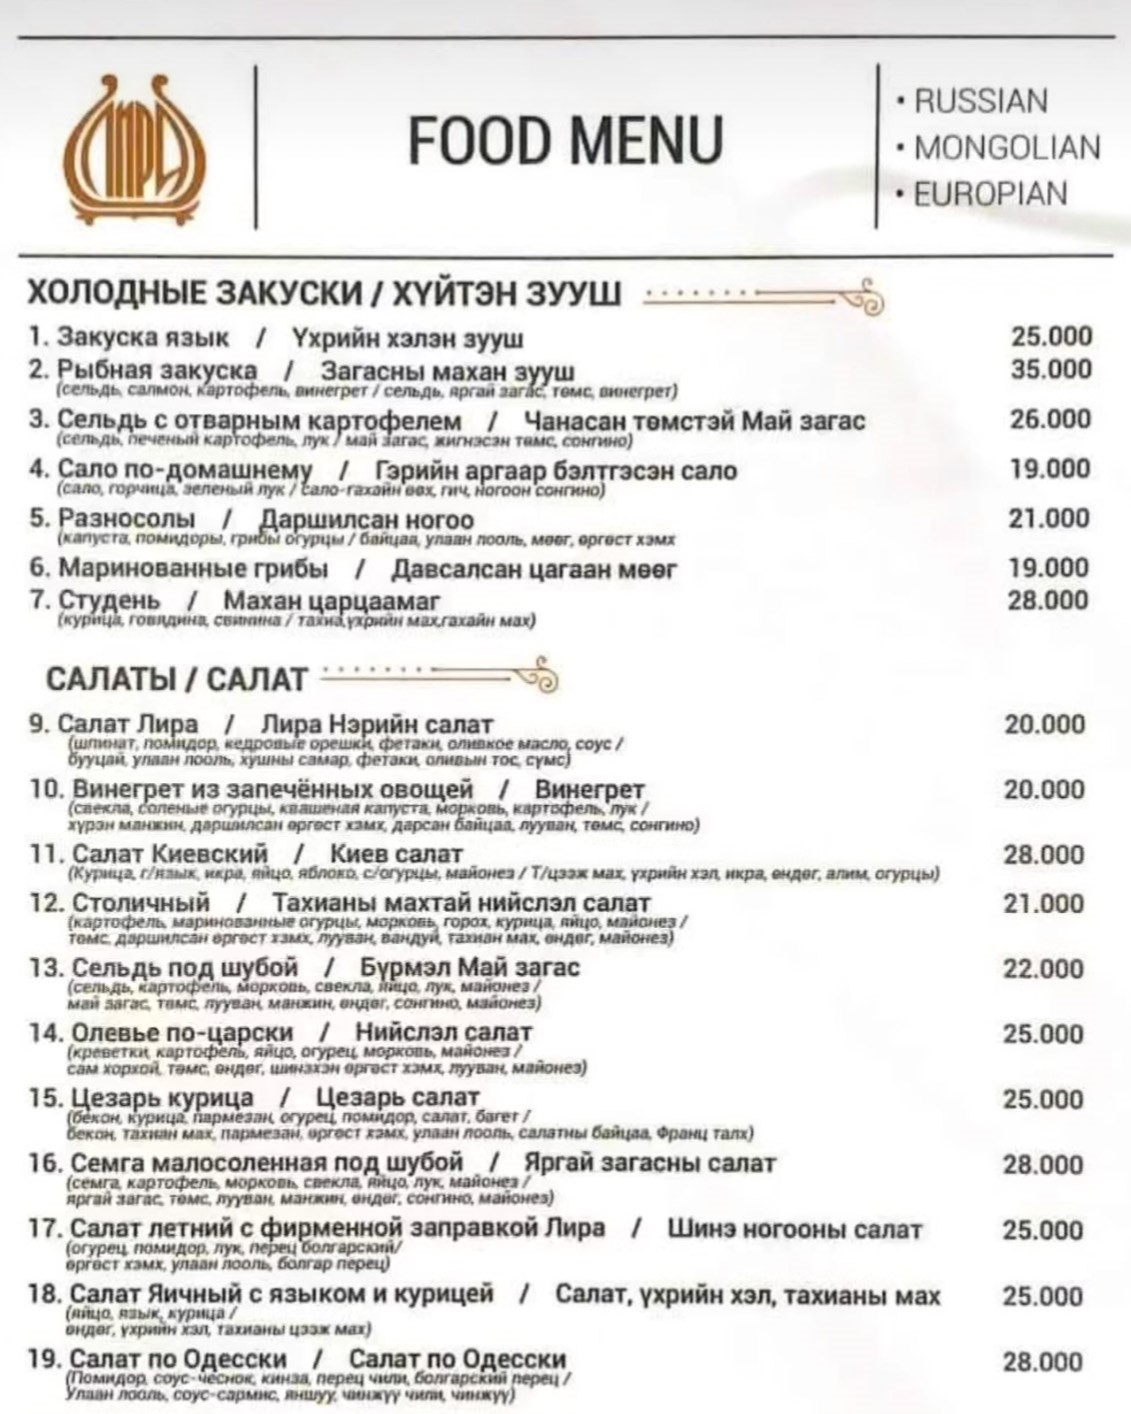 ЛИРА
FOOD MENU
• RUSSIAN
• MONGOLIAN
• EUROPIAN
ХОЛОДНЫЕ ЗАКУСКИ / ХҮЙТЭН ЗУУШ
1. Закуска язык / Үхрийн хэлэн зууш 25.000
2. Рыбная закуска / Загасны махан зууш 35.000
(сельдь, салмон, картофель, винегрет / сельдь, яргай загас, төмс, винегрет)
3. Сельдь с отварным картофелем / Чанасан төмстэй Май загас 26.000
(сельдь, печеный картофель, лук / май загас, жигнэсэн төмс, сонгино)
4. Сало по-домашнему / Гэрийн аргаар бэлтгэсэн сало 19.000
(сало, горчица, зеленый лук / сало-гахайн өөх, гич, ногоон сонгино)
5. Разносолы / Даршилсан ногоо 21.000
(капуста, помидоры, грибы огурцы / байцаа, улаан лооль, мөөг, өргөст хэмх
6. Маринованные грибы / Давсалсан цагаан мөөг 19.000
7. Студень / Махан царцаамаг 28.000
(курица, говядина, свинина / тахиа,үхрийн мах,гахайн мах)
САЛАТЫ / САЛАТ
9. Салат Лира / Лира Нэрийн салат 20.000
(шпинат, помидор, кедровые орешки, фетаки, оливкое масло, соус /
бууцай, улаан лооль, хушны самар, фетаки, оливын тос, сүмс)
10. Винегрет из запечённых овощей / Винегрет 20.000
(свекла, соленые огурцы, квашеная капуста, морковь, картофель, лук /
хүрэн манжин, даршилсан өргөст хэмх, дарсан байцаа, лууван, төмс, сонгино)
11. Салат Киевский / Киев салат 28.000
(Курица, г/язык, икра, яйцо, яблоко, с/огурцы, майонез / Т/цээж мах, үхрийн хэл, икра, өндөг, алим, огурцы)
12. Столичный / Тахианы махтай нийслэл салат 21.000
(картофель, маринованные огурцы, морковь, горох, курица, яйцо, майонез /
төмс, даршилсан өргөст хэмх, лууван, вандуй, тахиан мах, өндөг, майонез)
13. Сельдь под шубой / Бүрмэл Май загас 22.000
(сельдь, картофель, морковь, свекла, яйцо, лук, майонез /
май загас, төмс, лууван, манжин, өндөг, сонгино, майонез)
14. Олевье по-царски / Нийслэл салат 25.000
(креветки, картофель, яйцо, огурец, морковь, майонез /
сам хорхой, төмс, өндөг, шинэхэн өргөст хэмх, лууван, майонез)
15. Цезарь курица / Цезарь салат 25.000
(бекон, курица, пармезан, огурец, помидор, салат, багет /
бекон, тахиан мах, пармезан, өргөст хэмх, улаан лооль, салатны байцаа, Франц талх)
16. Семга малосоленная под шубой / Яргай загасны салат 28.000
(семга, картофель, морковь, свекла, яйцо, лук, майонез /
яргай загас, төмс, лууван, манжин, өндөг, сонгино, майонез)
17. Салат летний с фирменной заправкой Лира / Шинэ ногооны салат 25.000
(огурец, помидор, лук, перец болгарский/
өргөст хэмх, улаан лооль, болгар перец)
18. Салат Яичный с языком и курицей / Салат, үхрийн хэл, тахианы мах 25.000
(яйцо, язык, курица /
өндөг, үхрийн хэл, тахианы цээж мах)
19. Салат по Одесски / Салат по Одесски 28.000
(Помидор, соус-чеснок, кинза, перец чили, болгарский перец /
Улаан лооль, соус-сармис, яншуу, чинжүү чили, чинжүү)